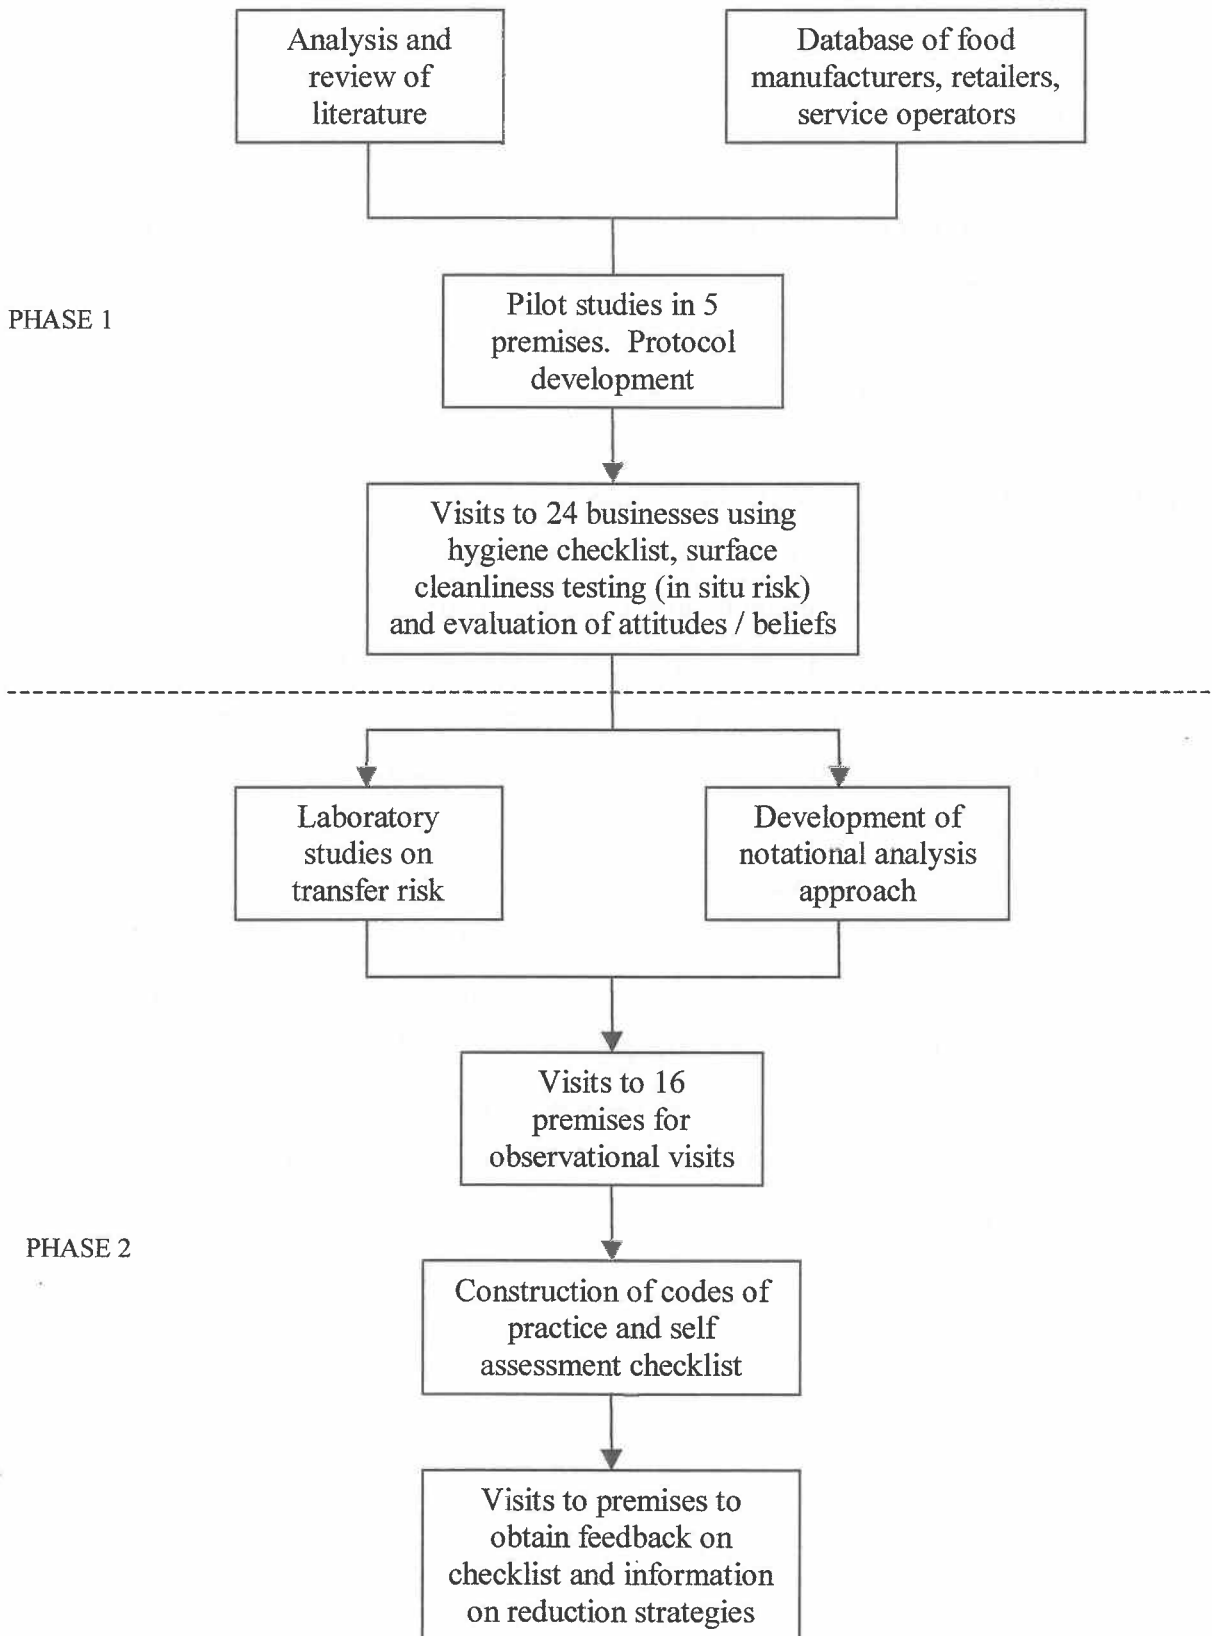 Analysis and
review of
literature
Database of food
manufacturers, retailers,
service operators
PHASE 1
Pilot studies in 5
premises.  Protocol
development
Visits to 24 businesses using
hygiene checklist, surface
cleanliness testing (in situ risk)
and evaluation of attitudes / beliefs
Laboratory
studies on
transfer risk
Development of
notational analysis
approach
Visits to 16
premises for
observational visits
PHASE 2
Construction of codes of
practice and self
assessment checklist
Visits to premises to
obtain feedback on
checklist and information
on reduction strategies